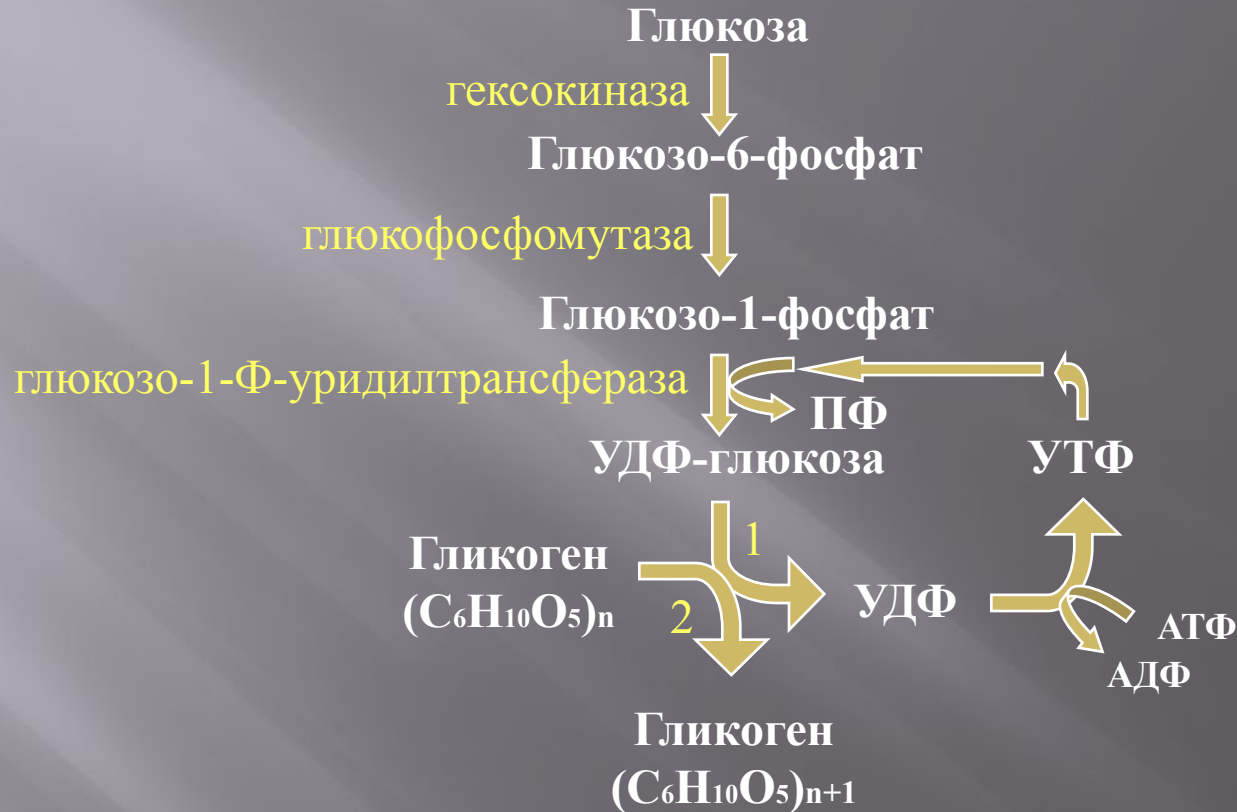 Глюкоза
гексокиназа
Глюкозо-6-фосфат
глюкофосфомутаза
Глюкозо-1-фосфат
глюкозо-1-Ф-уридилтрансфераза
ПФ
УДФ-глюкоза
УТФ
1
Гликоген
(C₆H₁₀O₅)n
2
УДФ
АТФ
АДФ
Гликоген
(C₆H₁₀O₅)n+1